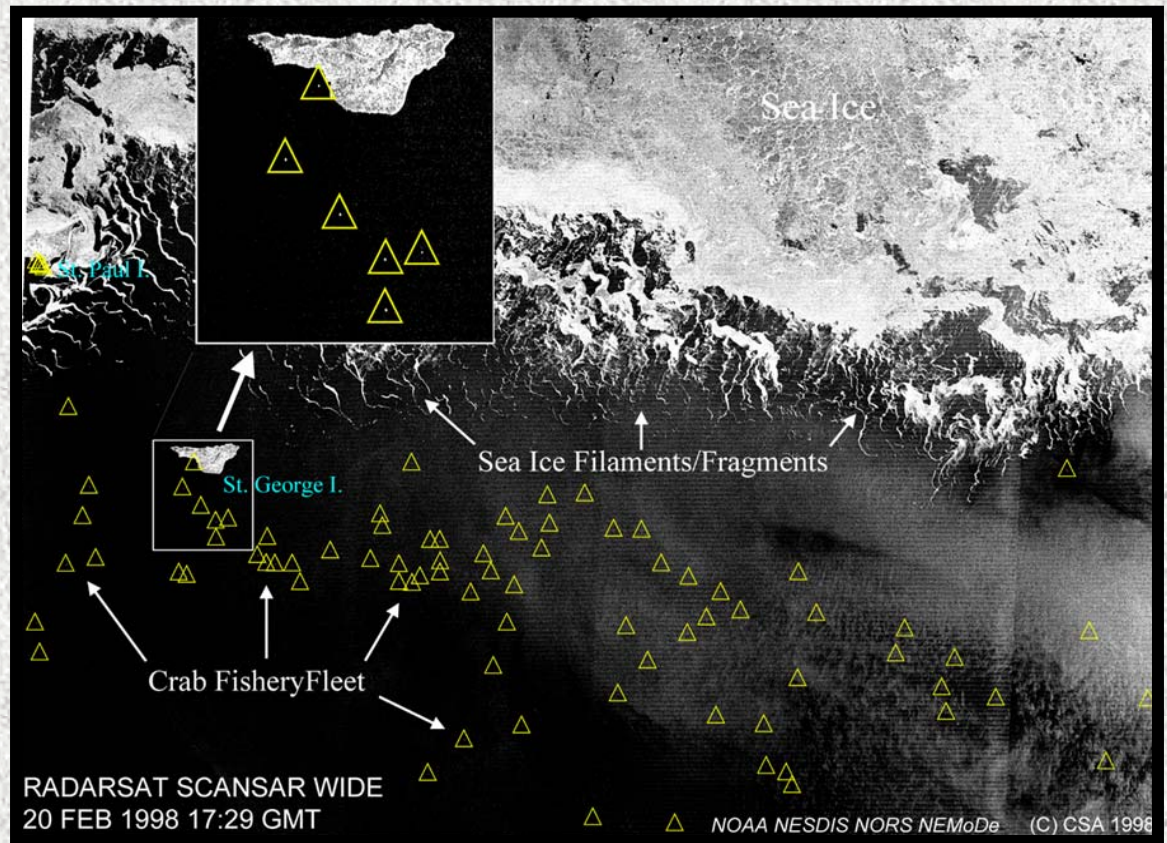 Sea Ice
St. Paul I.
Sea Ice Filaments/Fragments
St. George I.
Crab FisheryFleet
RADARSAT SCANSAR WIDE
20 FEB 1998 17:29 GMT
NOAA NESDIS NORS NEMoDe (C) CSA 1998